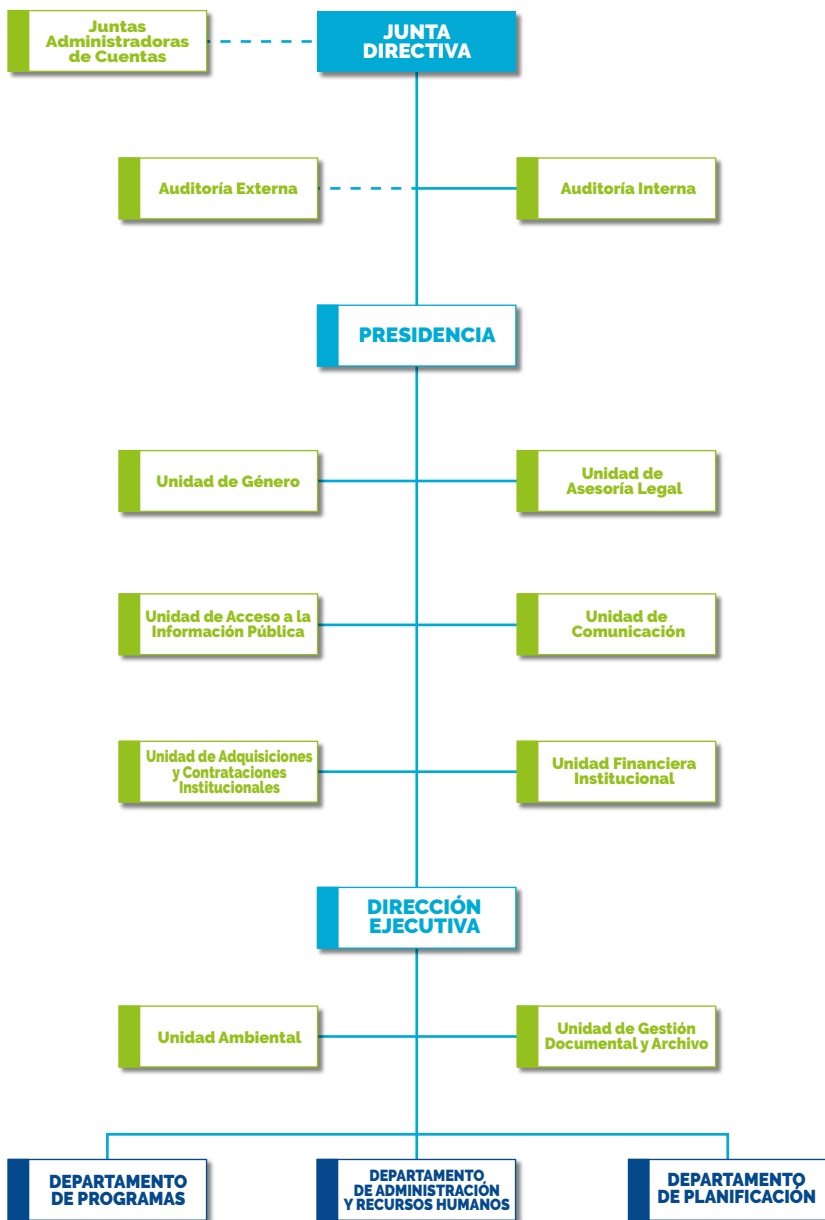 Juntas
Administradoras
de Cuentas
JUNTA
DIRECTIVA
Auditoría Externa
Auditoría Interna
PRESIDENCIA
Unidad de Género
Unidad de
Asesoría Legal
Unidad de Acceso a la
Información Pública
Unidad de
Comunicación
Unidad de Adquisiciones
y Contrataciones
Institucionales
Unidad Financiera
Institucional
DIRECCIÓN
EJECUTIVA
Unidad Ambiental
Unidad de Gestión
Documental y Archivo
DEPARTAMENTO
DE PROGRAMAS
DEPARTAMENTO
DE ADMINISTRACIÓN
Y RECURSOS HUMANOS
DEPARTAMENTO
DE PLANIFICACIÓN